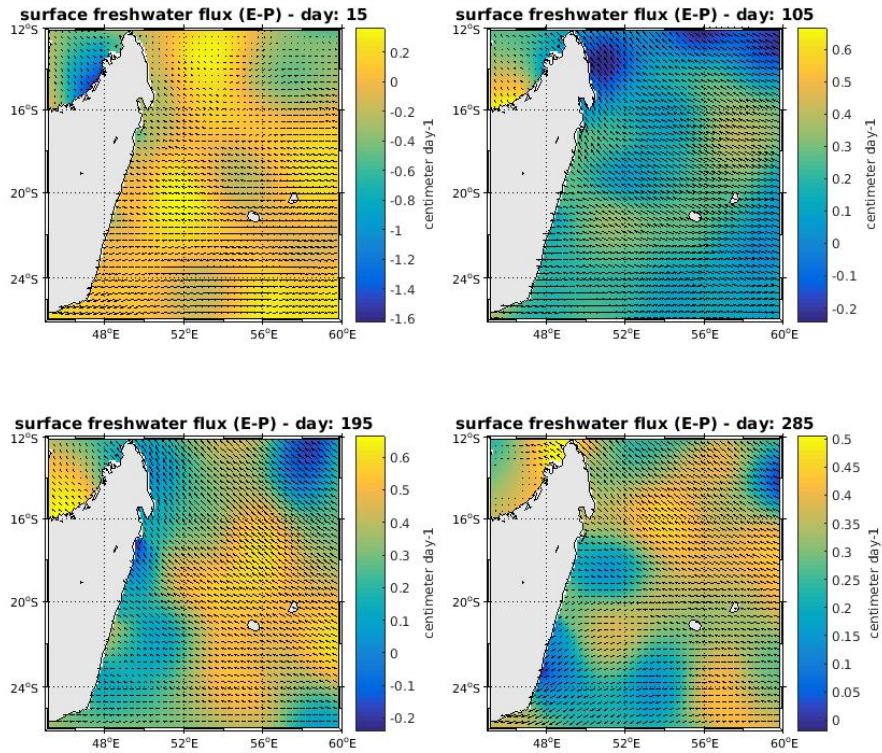 surface freshwater flux (E-P) - day: 15
12°S
16°S
20°S
24°S
48°E
52°E
56°E
60°E
0.2
0
-0.2
-0.4
-0.6
-0.8
-1
-1.2
-1.4
-1.6
centimeter day-1
surface freshwater flux (E-P) - day: 105
12°S
16°S
20°S
24°S
48°E
52°E
56°E
60°E
0.6
0.5
0.4
0.3
0.2
0.1
0
-0.1
-0.2
centimeter day-1
surface freshwater flux (E-P) - day: 195
12°S
16°S
20°S
24°S
48°E
52°E
56°E
60°E
0.6
0.5
0.4
0.3
0.2
0.1
0
-0.1
-0.2
centimeter day-1
surface freshwater flux (E-P) - day: 285
12°S
16°S
20°S
24°S
48°E
52°E
56°E
60°E
0.5
0.45
0.4
0.35
0.3
0.25
0.2
0.15
0.1
0.05
0
centimeter day-1